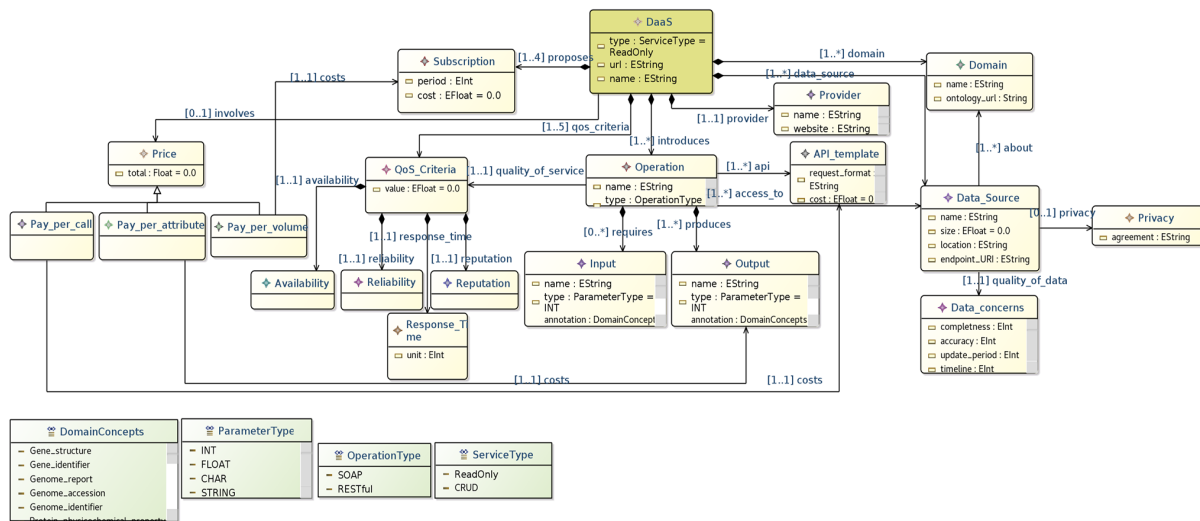 DaaS
type : ServiceType =
ReadOnly
url : EString
name : EString
[1..4] proposes
[1..*] domain
[1..*] data_source
Subscription
period : EInt
cost : EFloat = 0.0
Domain
name : EString
ontology_url : String
[1..1] costs
Provider
name : EString
website : EString
[1..1] provider
[0..1] involves
[1..5] qos_criteria
[1..*] introduces
Price
total : Float = 0.0
QoS_Criteria
value : EFloat = 0.0
[1..1] quality_of_service
Operation
name : EString
type : OperationType
[1..*] api
API_template
request_format :
EString
cost : EFloat = 0
[1..*] about
[1..1] availability
[1..*] access_to
Data_Source
name : EString
size : EFloat = 0.0
location : EString
endpoint_URI : EString
[0..1] privacy
Privacy
agreement : EString
Pay_per_call
Pay_per_attribute
Pay_per_volume
[1..1] response_time
[0..*] requires
[1..*] produces
[1..1] reliability
[1..1] reputation
Availability
Reliability
Reputation
Input
name : EString
type : ParameterType =
INT
annotation : DomainConcept
Output
name : EString
type : ParameterType =
INT
annotation : DomainConcepts
[1..1] quality_of_data
Data_concerns
completness : EInt
accuracy : EInt
update_period : EInt
timeline : EInt
Response_Ti
me
unit : EInt
[1..1] costs
[1..1] costs
DomainConcepts
Gene_structure
Gene_identifier
Genome_report
Genome_accession
Genome_identifier
Protein_physicochemical_property
ParameterType
INT
FLOAT
CHAR
STRING
OperationType
SOAP
RESTful
ServiceType
ReadOnly
CRUD